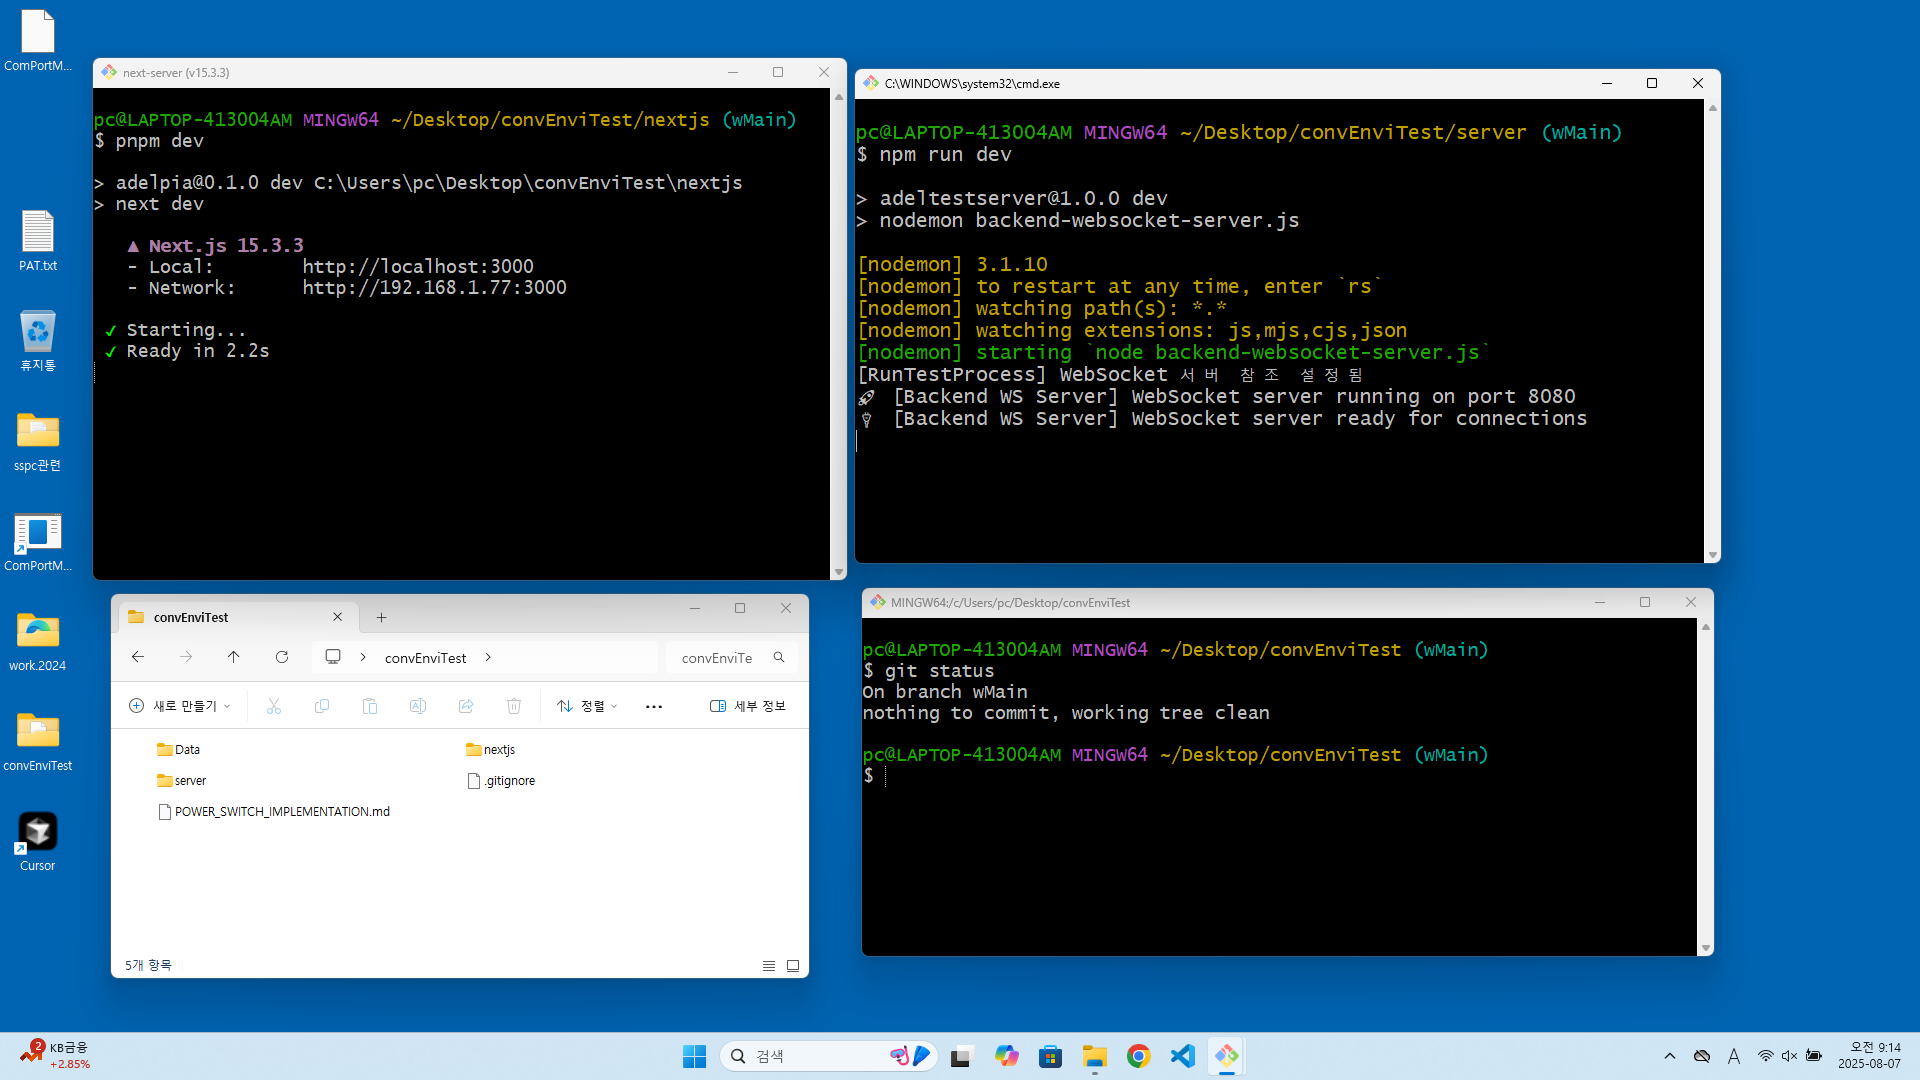 ComPortM...
PAT.txt
휴지통
sspc관련
ComPortM...
work.2024
convEnviTest
Cursor
next-server (v15.3.3)
pc@LAPTOP-413004AM MINGW64 ~/Desktop/convEnviTest/nextjs (wMain)
$ pnpm dev
> adelpia@0.1.0 dev C:\Users\pc\Desktop\convEnviTest\nextjs
> next dev
▲ Next.js 15.3.3
- Local: http://localhost:3000
- Network: http://192.168.1.77:3000
✓ Starting...
✓ Ready in 2.2s
C:\WINDOWS\system32\cmd.exe
pc@LAPTOP-413004AM MINGW64 ~/Desktop/convEnviTest/server (wMain)
$ npm run dev
> adeltestserver@1.0.0 dev
> nodemon backend-websocket-server.js
[nodemon] 3.1.10
[nodemon] to restart at any time, enter `rs`
[nodemon] watching path(s): *.*
[nodemon] watching extensions: js,mjs,cjs,json
[nodemon] starting `node backend-websocket-server.js`
[RunTestProcess] WebSocket 서버 참조 설정됨
🚀 [Backend WS Server] WebSocket server running on port 8080
💡 [Backend WS Server] WebSocket server ready for connections
convEnviTest
convEnviTest
convEnviTe
새로 만들기
정렬
세부 정보
Data
nextjs
server
.gitignore
POWER_SWITCH_IMPLEMENTATION.md
5개 항목
MINGW64:/c/Users/pc/Desktop/convEnviTest
pc@LAPTOP-413004AM MINGW64 ~/Desktop/convEnviTest (wMain)
$ git status
On branch wMain
nothing to commit, working tree clean
pc@LAPTOP-413004AM MINGW64 ~/Desktop/convEnviTest (wMain)
$
2
KB금융
+2.85%
검색
A
오전 9:14
2025-08-07